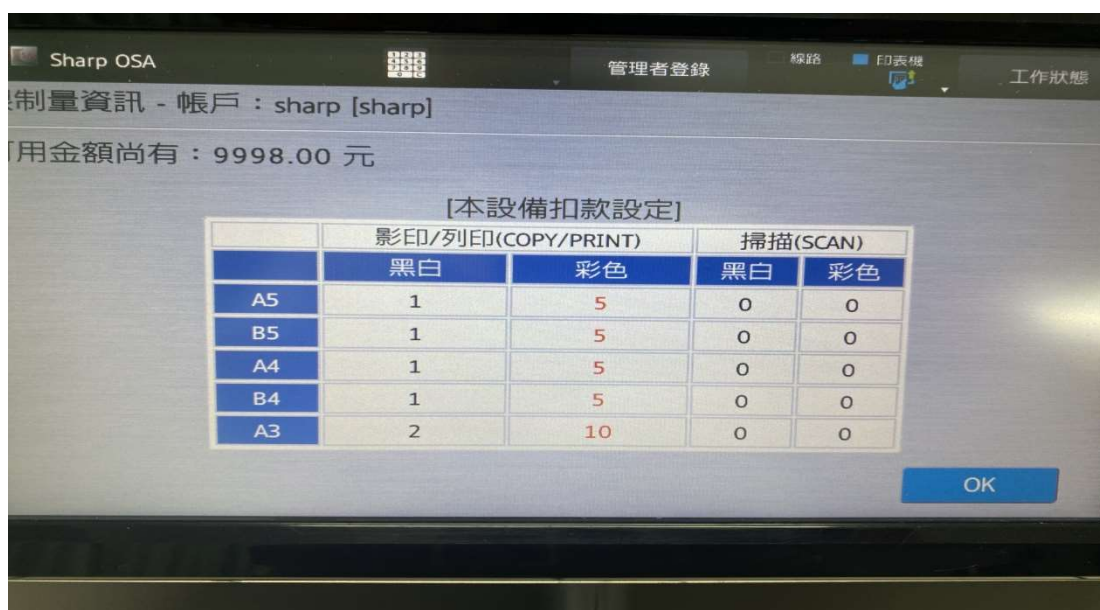 Sharp OSA
管理者登錄
線路 印表機
工作狀態
制量資訊 - 帳戶：sharp [sharp]
用金額尚有：9998.00 元
[本設備扣款設定]
影印/列印(COPY/PRINT) 掃描(SCAN)
黑白 彩色 黑白 彩色
A5 1 5 0 0
B5 1 5 0 0
A4 1 5 0 0
B4 1 5 0 0
A3 2 10 0 0
OK